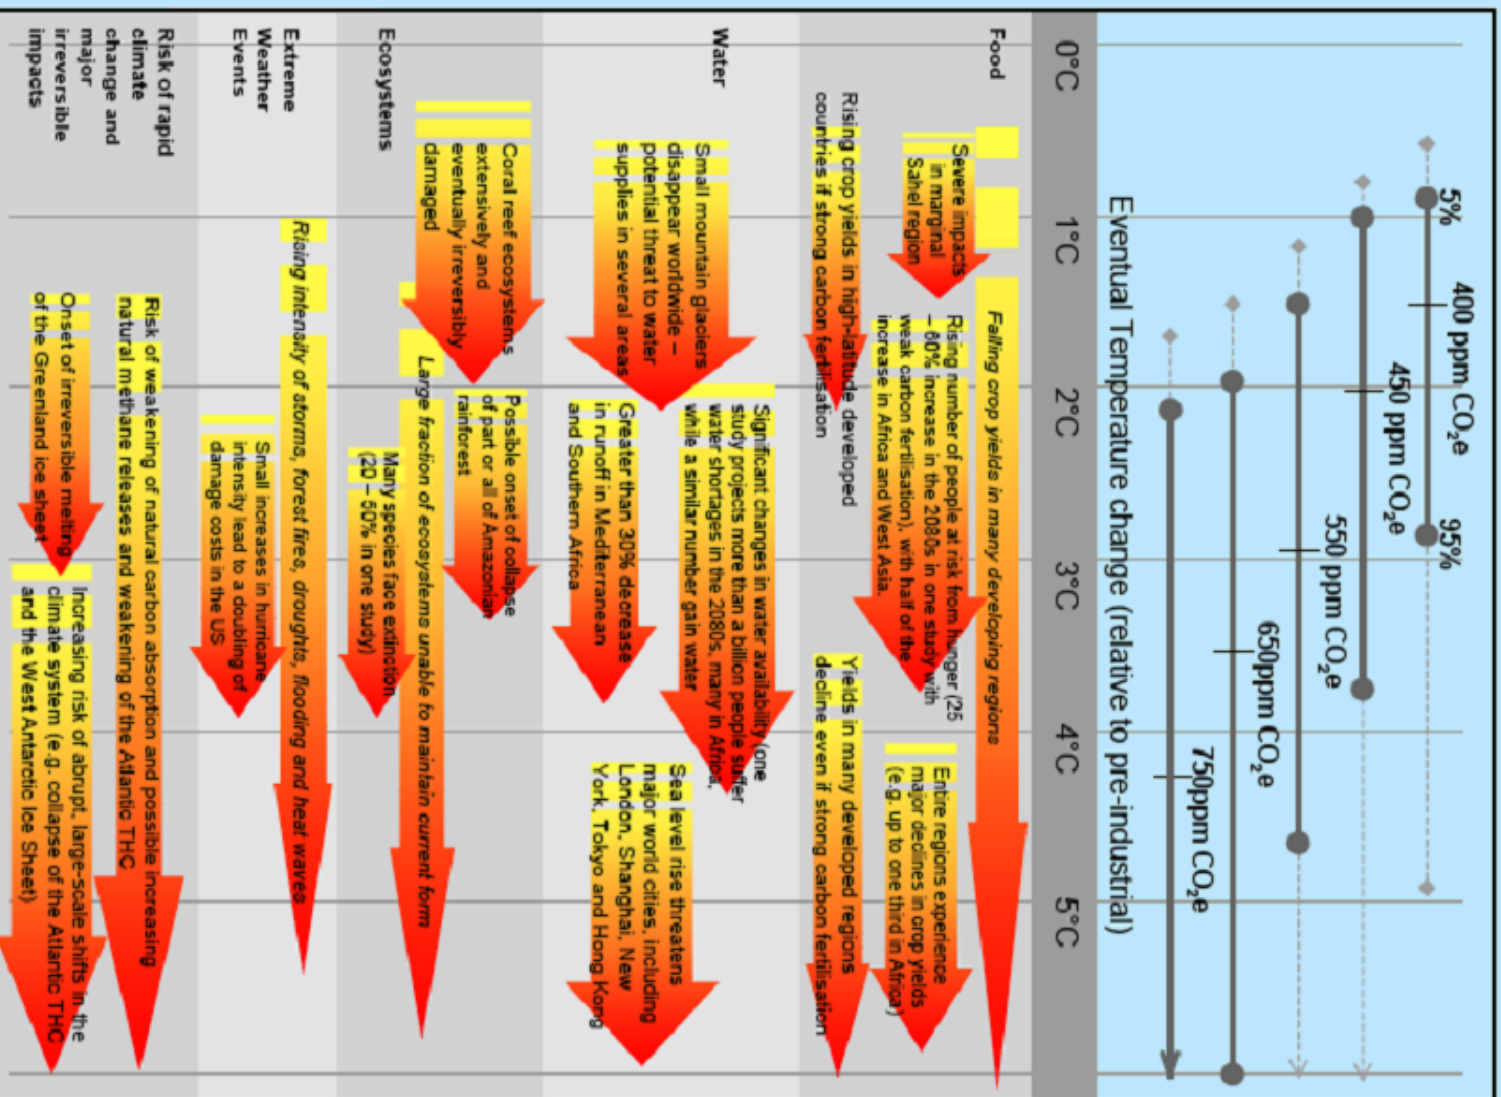 5%
400 ppm CO₂e
95%
450 ppm CO₂e
550 ppm CO₂e
650ppm CO₂e
750ppm CO₂e
Eventual Temperature change (relative to pre-industrial)
0°C
1°C
2°C
3°C
4°C
5°C
Food
Falling crop yields in many developing regions
Severe impacts
in marginal
Sahel region
Rising number of people at risk from hunger (25
– 60% increase in the 2080s in one study with
weak carbon fertilisation), with half of the
increase in Africa and West Asia.
Entire regions experience
major declines in crop yields
(e.g. up to one third in Africa)
Rising crop yields in high-latitude developed
countries if strong carbon fertilisation
Yields in many developed regions
decline even if strong carbon fertilisation
Water
Small mountain glaciers
disappear worldwide –
potential threat to water
supplies in several areas
Significant changes in water availability (one
study projects more than a billion people suffer
water shortages in the 2080s, many in Africa,
while a similar number gain water
Greater than 30% decrease
in runoff in Mediterranean
and Southern Africa
Sea level rise threatens
major world cities, including
London, Shanghai, New
York, Tokyo and Hong Kong
Ecosystems
Coral reef ecosystems
extensively and
eventually irreversibly
damaged
Possible onset of collapse
of part or all of Amazonian
rainforest
Large fraction of ecosystems unable to maintain current form
Many species face extinction
(20 – 50% in one study)
Extreme
Weather
Events
Rising intensity of storms, forest fires, droughts, flooding and heat waves
Small increases in hurricane
intensity lead to a doubling of
damage costs in the US
Risk of rapid
climate
change and
major
irreversible
impacts
Risk of weakening of natural carbon absorption and possible increasing
natural methane releases and weakening of the Atlantic THC
Onset of irreversible melting
of the Greenland ice sheet
Increasing risk of abrupt, large-scale shifts in the
climate system (e.g. collapse of the Atlantic THC
and the West Antarctic Ice Sheet)